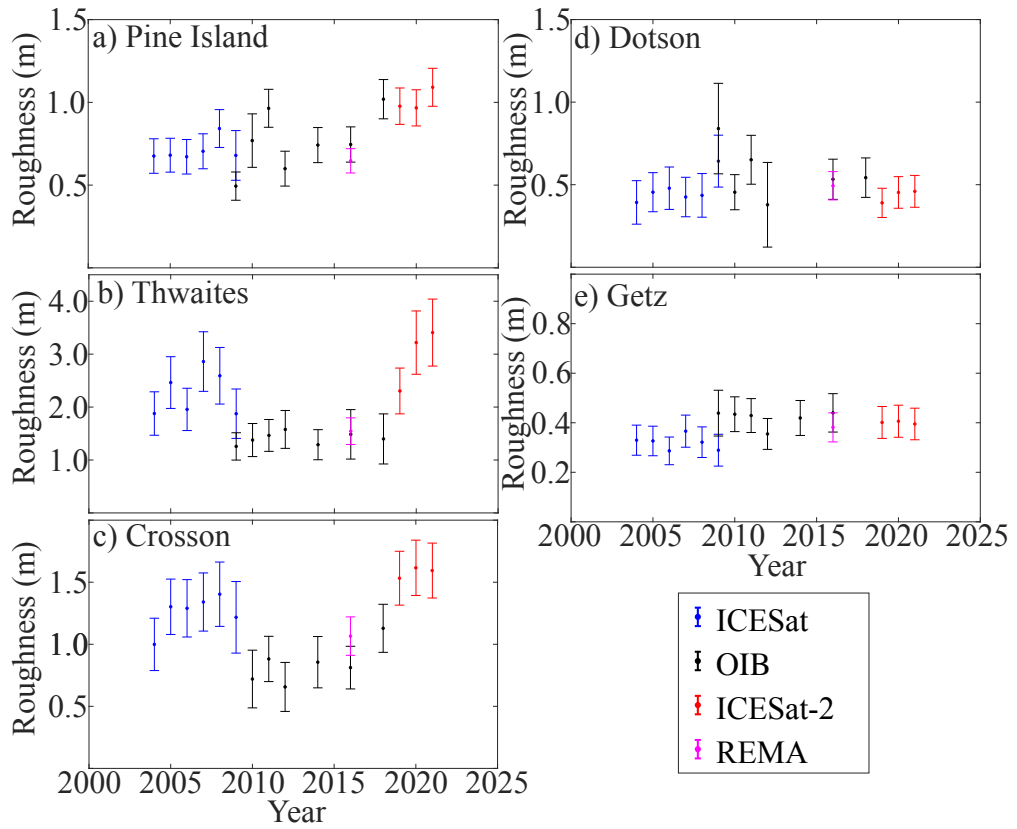 a) Pine Island
Roughness (m)
1.5
1.0
0.5
b) Thwaites
Roughness (m)
4.0
3.0
2.0
1.0
c) Crosson
Roughness (m)
1.5
1.0
0.5
2000 2005 2010 2015 2020 2025
Year
d) Dotson
Roughness (m)
1.5
1.0
0.5
e) Getz
Roughness (m)
0.8
0.6
0.4
0.2
2000 2005 2010 2015 2020 2025
Year
ICESat
OIB
ICESat-2
REMA